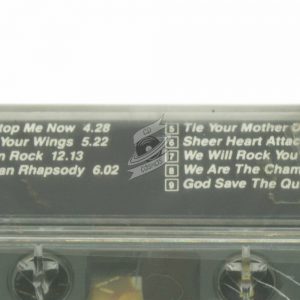 top Me Now 4.28
Your Wings 5.22
n Rock 12.13
an Rhapsody 6.02
5 Tie Your Mother
6 Sheer Heart Attac
7 We Will Rock You
8 We Are The Cham
9 God Save The Qu
CD